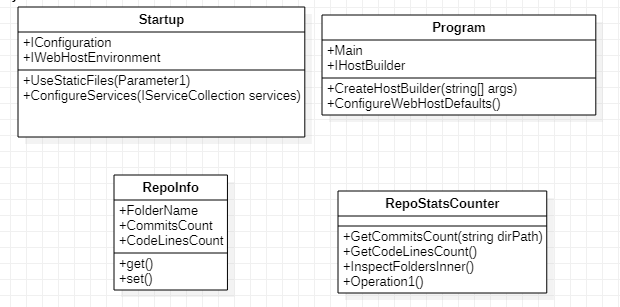 Startup
+IConfiguration
+IWebHostEnvironment
+UseStaticFiles(Parameter1)
+ConfigureServices(IServiceCollection services)
Program
+Main
+IHostBuilder
+CreateHostBuilder(string[] args)
+ConfigureWebHostDefaults()
RepoInfo
+FolderName
+CommitsCount
+CodeLinesCount
+get()
+set()
RepoStatsCounter
+GetCommitsCount(string dirPath)
+GetCodeLinesCount()
+InspectFoldersInner()
+Operation1()